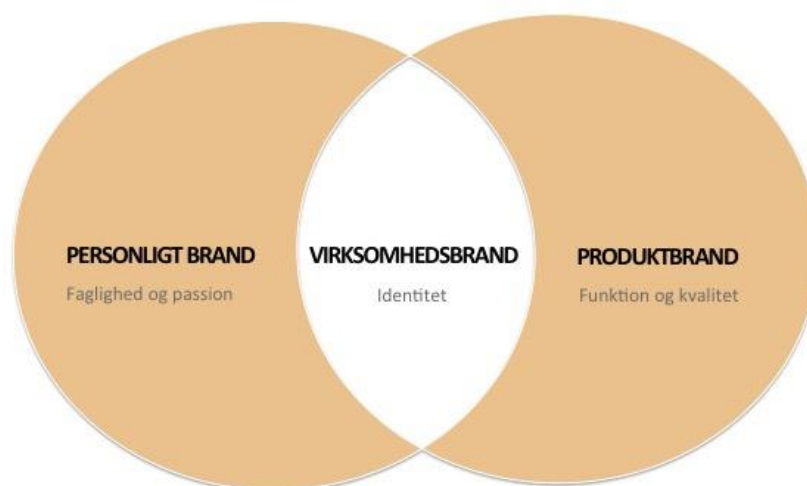 PERSONLIGT BRAND
Faglighed og passion
VIRKSOMHEDSBRAND
Identitet
PRODUKTBRAND
Funktion og kvalitet